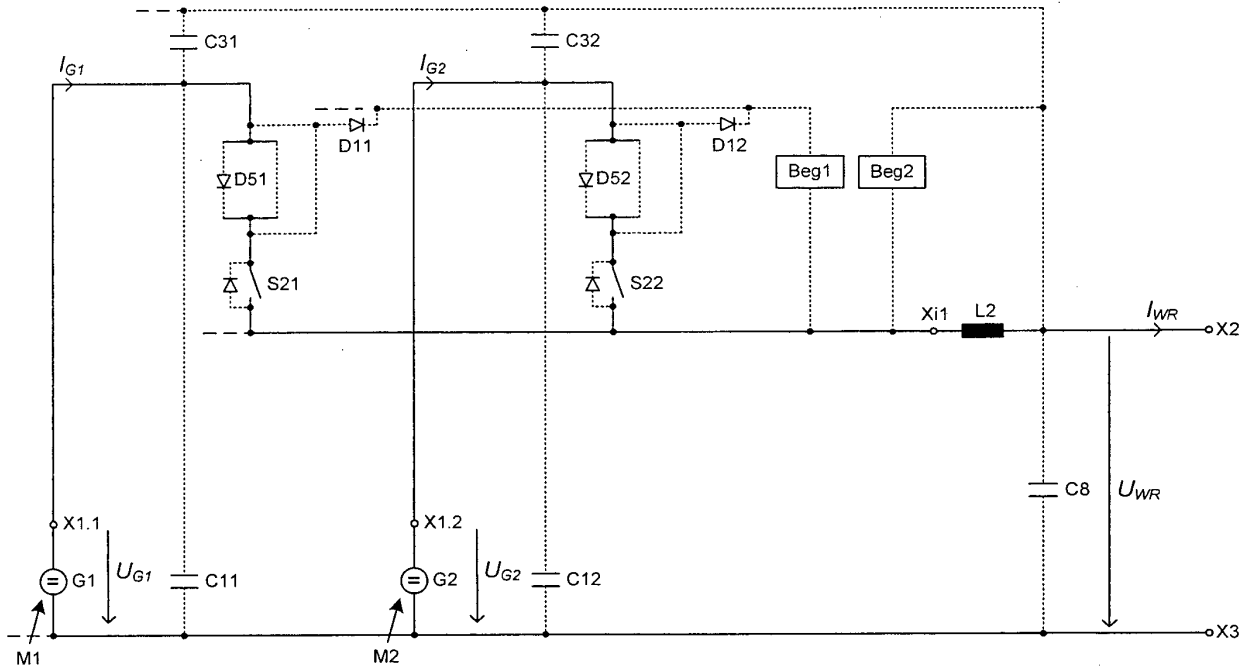 C31
C32
I_G1
I_G2
D11
D12
D51
D52
Beg1
Beg2
S21
S22
Xi1
L2
I_WR
X2
C8
U_WR
X1.1
X1.2
G1
U_G1
C11
G2
U_G2
C12
X3
M1
M2